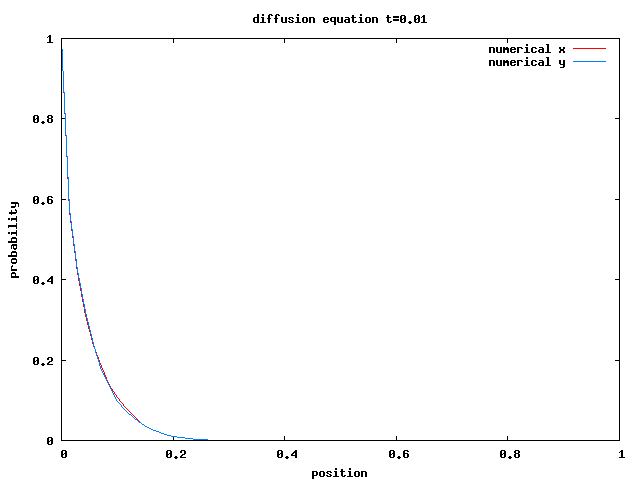 diffusion equation t=0.01
numerical x
numerical y
1
0.8
0.6
0.4
0.2
0
probability
0 0.2 0.4 0.6 0.8 1
position